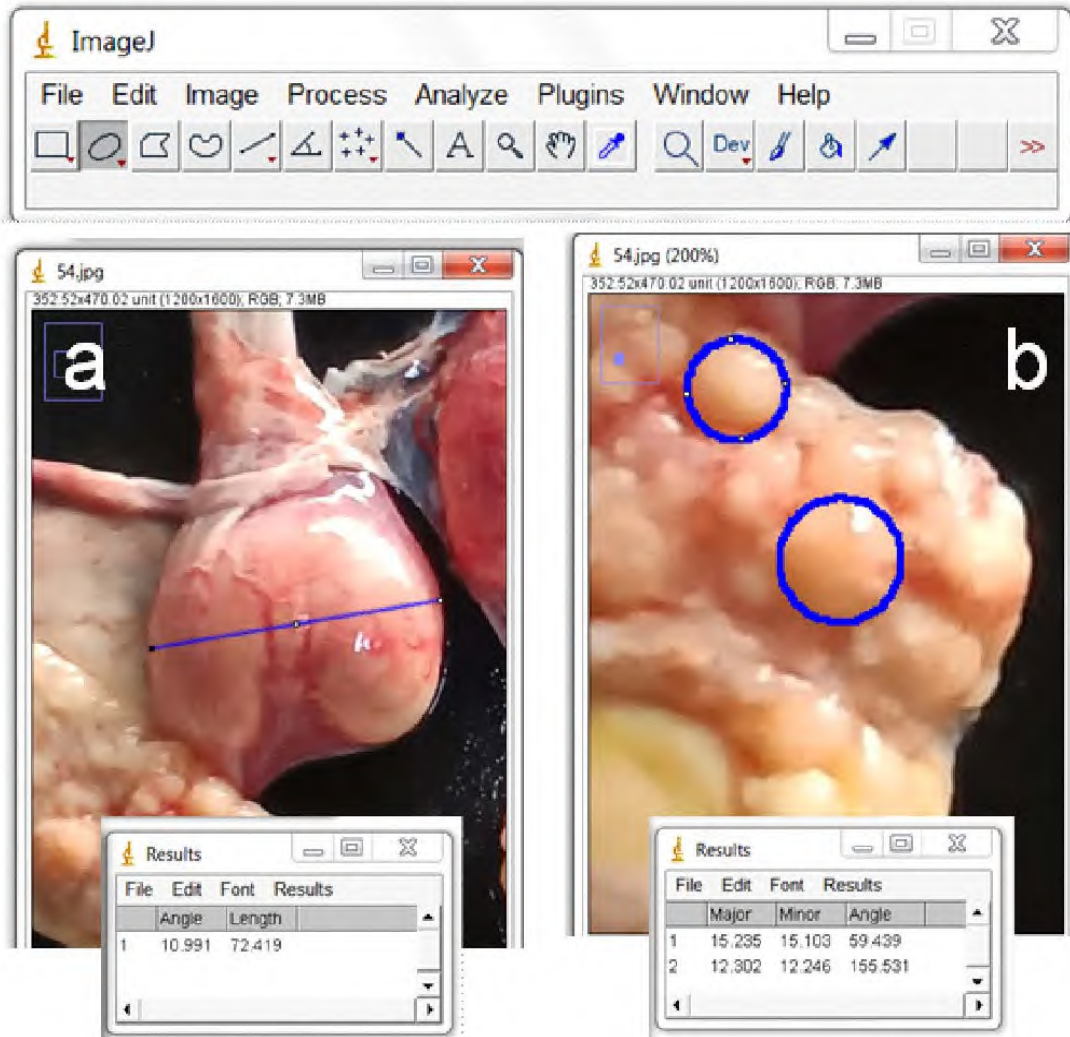 ImageJ
File Edit Image Process Analyze Plugins Window Help
A Dev >>
54.jpg
352.52x470.02 unit (1200x1600); RGB; 7.3MB
a
Results
File Edit Font Results
Angle Length
1 10.991 72.419
54.jpg (200%)
352.52x470.02 unit (1200x1600); RGB; 7.3MB
b
Results
File Edit Font Results
Major Minor Angle
1 15.235 15.103 59.439
2 12.302 12.246 155.531